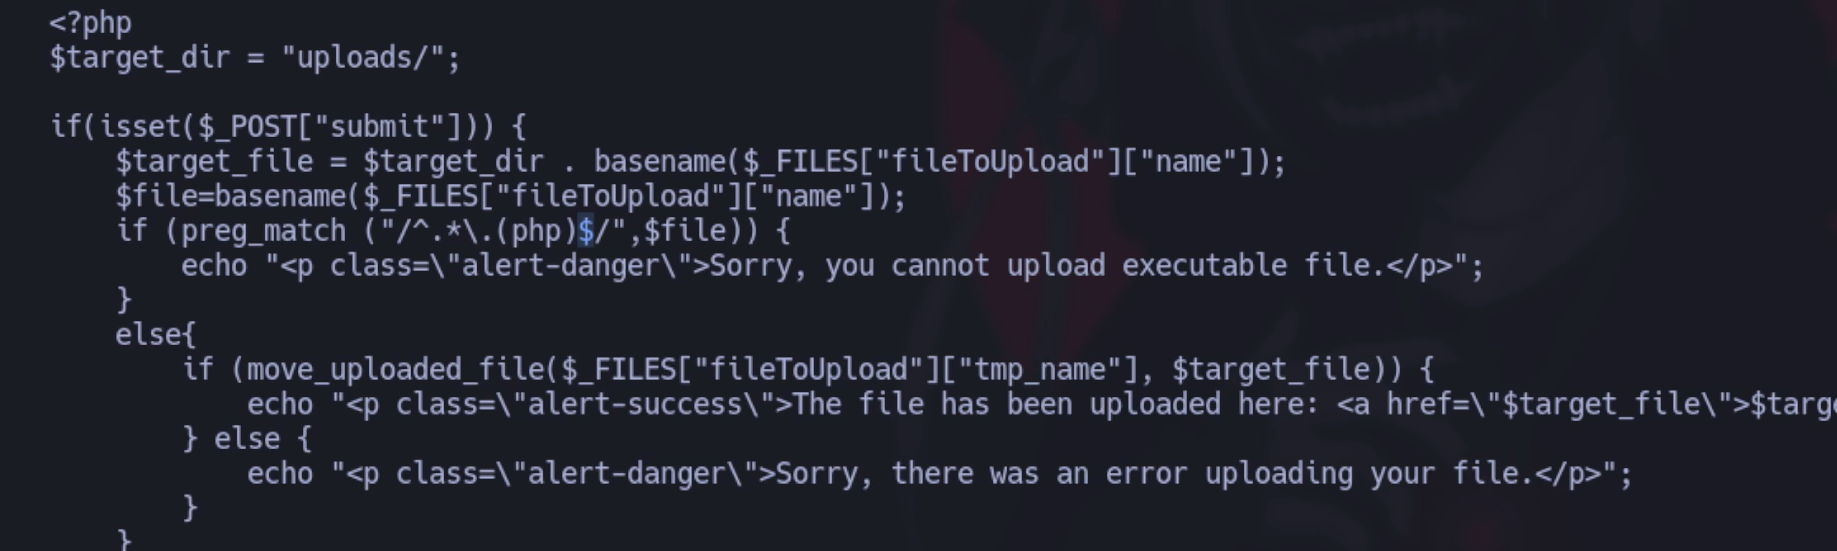 <?php
$target_dir = "uploads/";
if(isset($_POST["submit"])) {
$target_file = $target_dir . basename($_FILES["fileToUpload"]["name"]);
$file=basename($_FILES["fileToUpload"]["name"]);
if (preg_match ("/^.*\.(php)$/",$file)) {
echo "<p class=\"alert-danger\">Sorry, you cannot upload executable file.</p>";
}
else{
if (move_uploaded_file($_FILES["fileToUpload"]["tmp_name"], $target_file)) {
echo "<p class=\"alert-success\">The file has been uploaded here: <a href=\"$target_file\">$targe
} else {
echo "<p class=\"alert-danger\">Sorry, there was an error uploading your file.</p>";
}
}